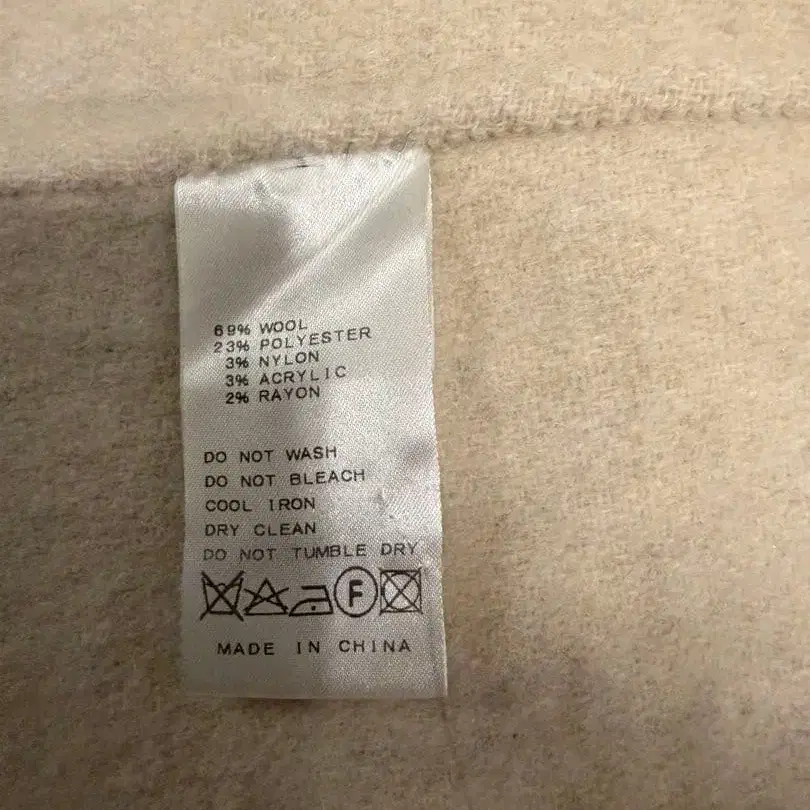 69% WOOL
23% POLYESTER
3% NYLON
3% ACRYLIC
2% RAYON
DO NOT WASH
DO NOT BLEACH
COOL IRON
DRY CLEAN
DO NOT TUMBLE DRY
F
MADE IN CHINA